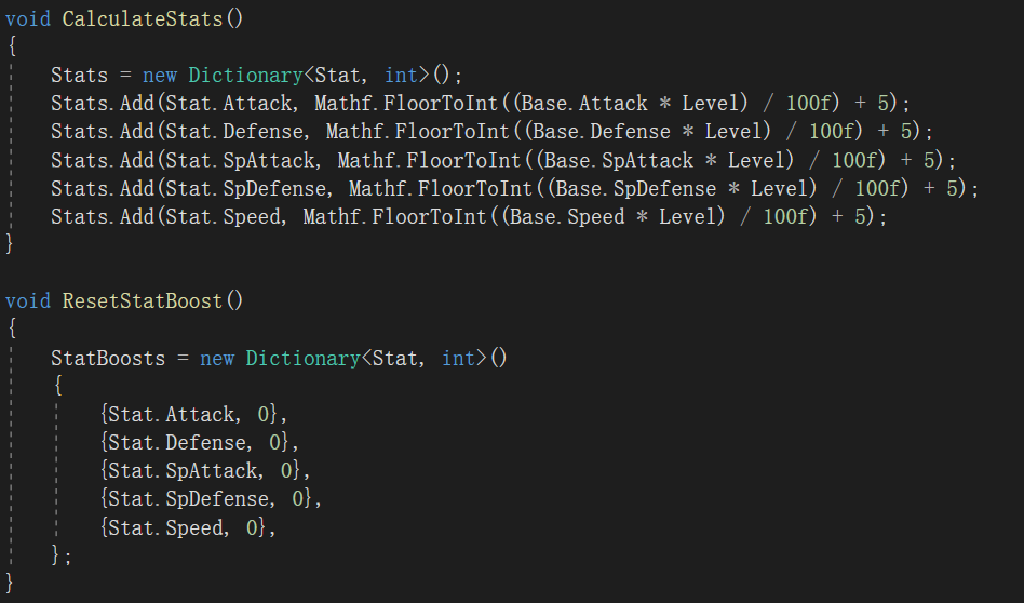 void CalculateStats()
{
    Stats = new Dictionary<Stat, int>();
    Stats.Add(Stat.Attack, Mathf.FloorToInt((Base.Attack * Level) / 100f) + 5);
    Stats.Add(Stat.Defense, Mathf.FloorToInt((Base.Defense * Level) / 100f) + 5);
    Stats.Add(Stat.SpAttack, Mathf.FloorToInt((Base.SpAttack * Level) / 100f) + 5);
    Stats.Add(Stat.SpDefense, Mathf.FloorToInt((Base.SpDefense * Level) / 100f) + 5);
    Stats.Add(Stat.Speed, Mathf.FloorToInt((Base.Speed * Level) / 100f) + 5);
}

void ResetStatBoost()
{
    StatBoosts = new Dictionary<Stat, int>()
    {
        {Stat.Attack, 0},
        {Stat.Defense, 0},
        {Stat.SpAttack, 0},
        {Stat.SpDefense, 0},
        {Stat.Speed, 0},
    };
}